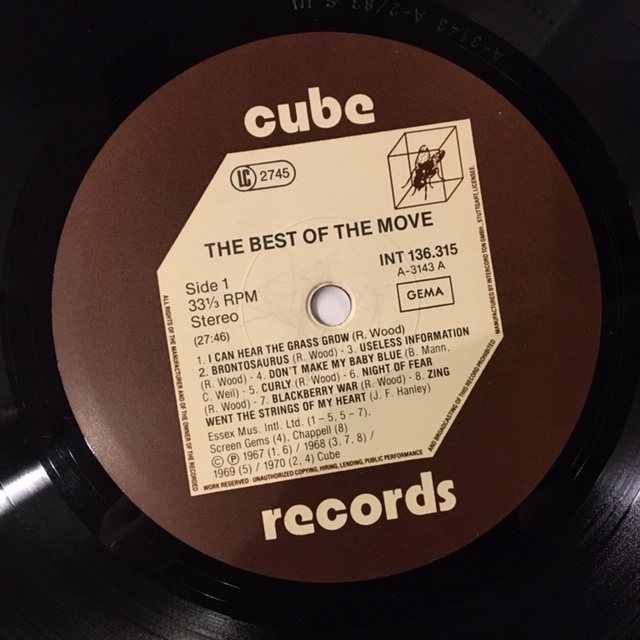 A-3143 A-2/83 S
A-3143 A
cube
LC 2745
THE BEST OF THE MOVE
Side 1
33⅓ RPM
Stereo
(27:46)
INT 136.315
A-3143 A
GEMA
1. I CAN HEAR THE GRASS GROW (R. Wood)
2. BRONTOSAURUS (R. Wood) - 3. USELESS INFORMATION
(R. Wood) - 4. DON'T MAKE MY BABY BLUE (B. Mann,
C. Weil) - 5. CURLY (R. Wood) - 6. NIGHT OF FEAR
(R. Wood) - 7. BLACKBERRY WAR (R. Wood) - 8. ZING
WENT THE STRINGS OF MY HEART (J. F. Hanley)
Essex Mus. Intl. Ltd. (1 – 5, 5 – 7).
Screen Gems (4), Chappell (8)
© ℗ 1967 (1, 6) / 1968 (3, 7, 8) /
1969 (5) / 1970 (2, 4) Cube
ALL RIGHTS OF THE MANUFACTURER AND OF THE OWNER OF THE RECORDED
WORK RESERVED · UNAUTHORIZED COPYING, HIRING, LENDING, PUBLIC PERFORMANCE
AND BROADCASTING OF THIS RECORD PROHIBITED
MANUFACTURED BY INTERCORD TON GMBH, STUTTGART, LICENSEE
records